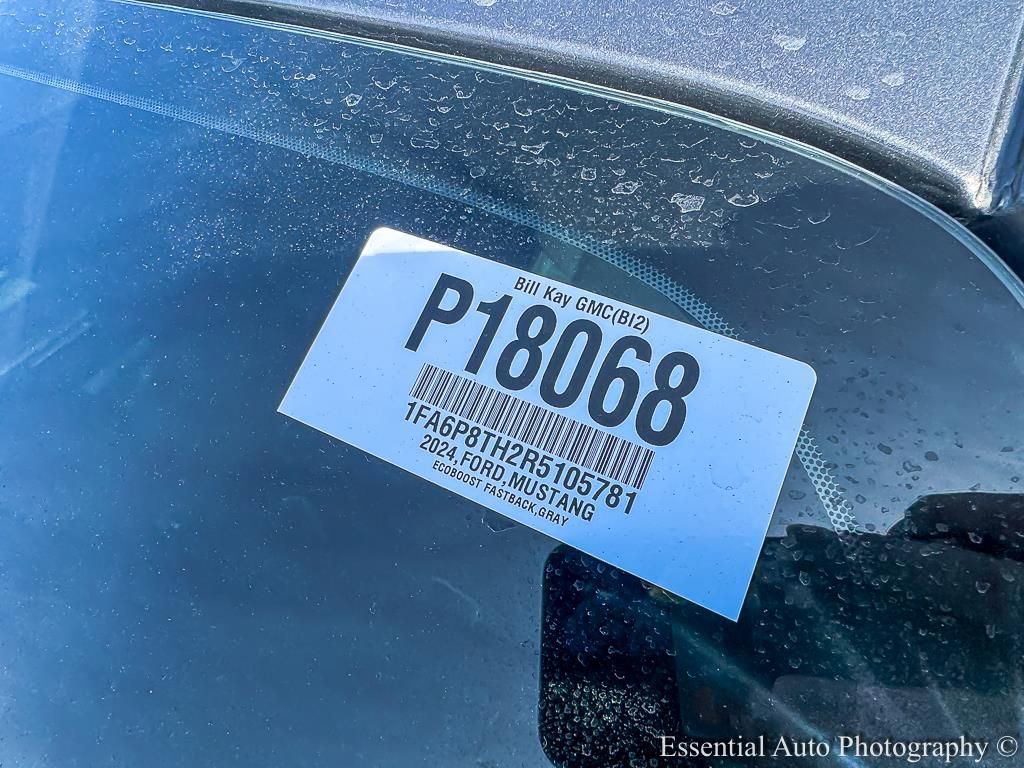 Bill Kay GMC(BI2)
P18068
1FA6P8TH2R5105781
2024,FORD,MUSTANG
ECOBOOST FASTBACK,GRAY
Essential Auto Photography ©